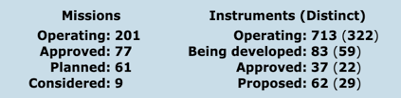 Missions Instruments (Distinct)
Operating: 201 Operating: 713 (322)
Approved: 77 Being developed: 83 (59)
Planned: 61 Approved: 37 (22)
Considered: 9 Proposed: 62 (29)